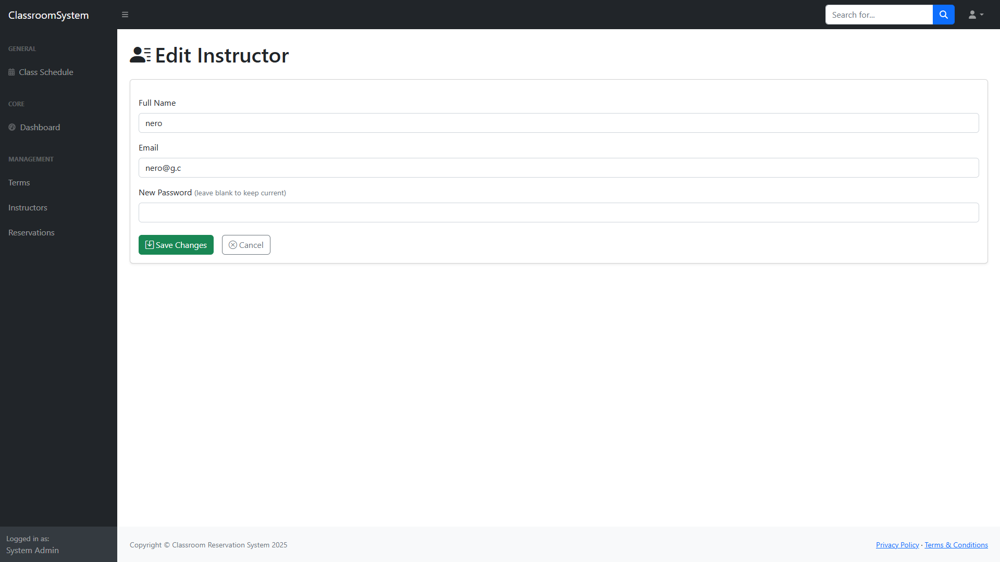 ClassroomSystem
Search for...
GENERAL
Class Schedule
CORE
Dashboard
MANAGEMENT
Terms
Instructors
Reservations
Logged in as:
System Admin
Edit Instructor
Full Name
nero
Email
nero@g.c
New Password (leave blank to keep current)
Save Changes
Cancel
Copyright © Classroom Reservation System 2025
Privacy Policy · Terms & Conditions